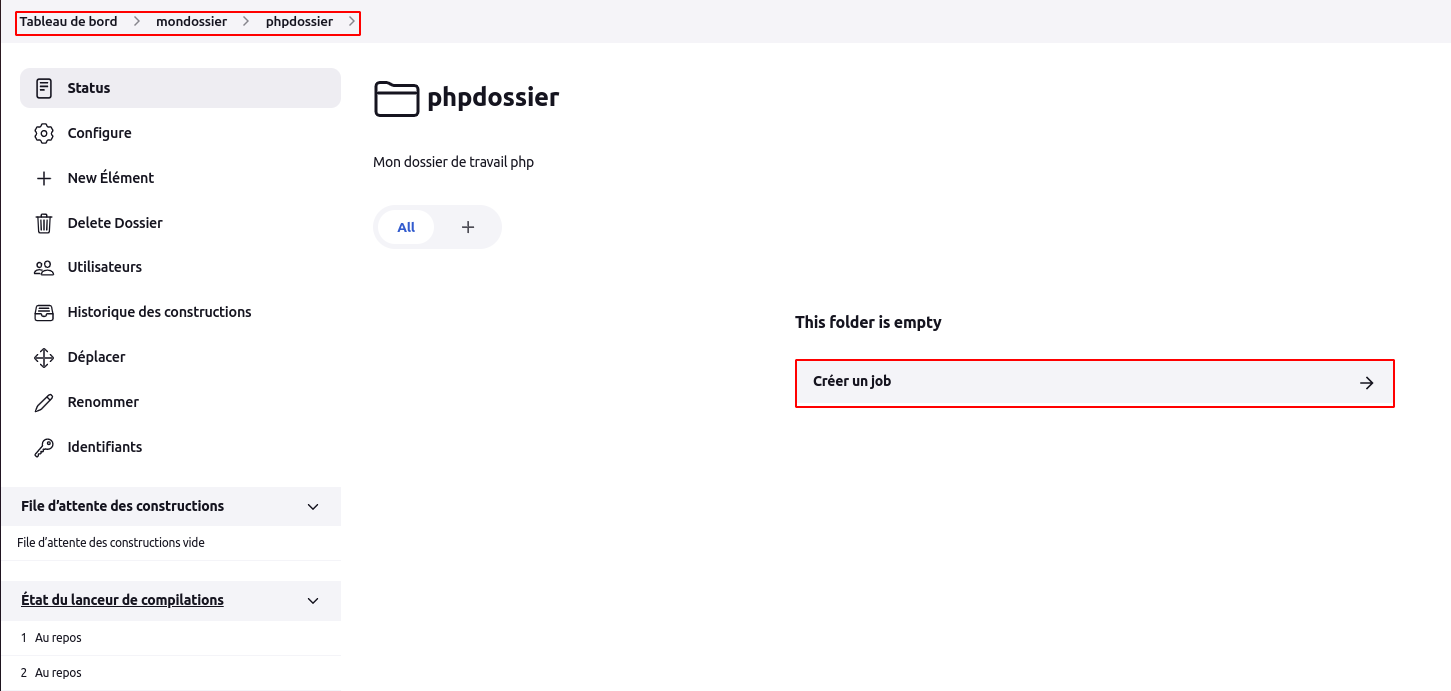 Tableau de bord > mondossier > phpdossier >
Status
Configure
New Élément
Delete Dossier
Utilisateurs
Historique des constructions
Déplacer
Renommer
Identifiants
File d’attente des constructions
File d’attente des constructions vide
État du lanceur de compilations
1 Au repos
2 Au repos
phpdossier
Mon dossier de travail php
All +
This folder is empty
Créer un job